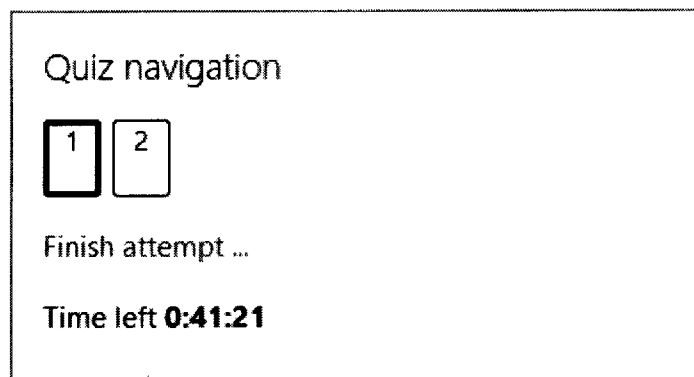 Quiz navigation
1 2
Finish attempt ...
Time left 0:41:21